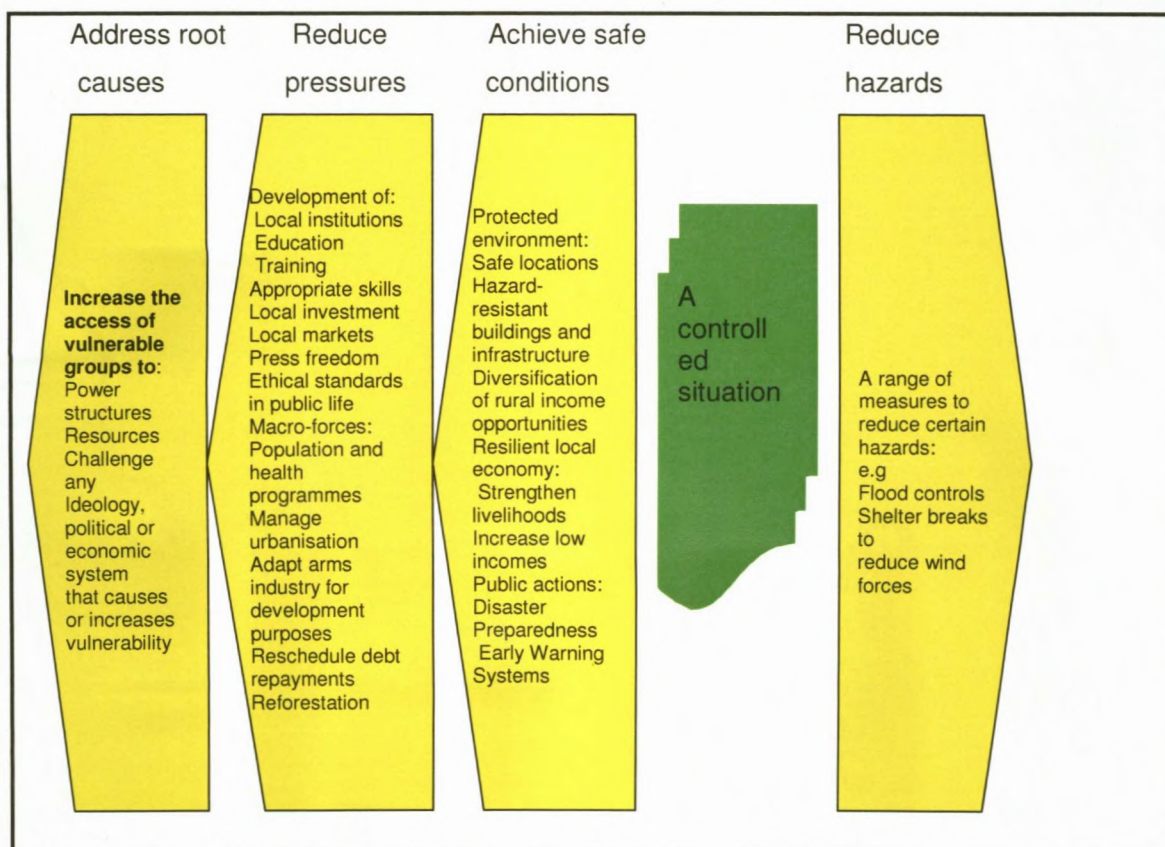 Address root
causes
Reduce
pressures
Achieve safe
conditions
Reduce
hazards
Increase the
access of
vulnerable
groups to:
Power
structures
Resources
Challenge
any
Ideology,
political or
economic
system
that causes
or increases
vulnerability
Development of:
Local institutions
Education
Training
Appropriate skills
Local investment
Local markets
Press freedom
Ethical standards
in public life
Macro-forces:
Population and
health
programmes
Manage
urbanisation
Adapt arms
industry for
development
purposes
Reschedule debt
repayments
Reforestation
Protected
environment:
Safe locations
Hazard-
resistant
buildings and
infrastructure
Diversification
of rural income
opportunities
Resilient local
economy:
Strengthen
livelihoods
Increase low
incomes
Public actions:
Disaster
Preparedness
Early Warning
Systems
A
controll
ed
situation
A range of
measures to
reduce certain
hazards:
e.g
Flood controls
Shelter breaks
to
reduce wind
forces